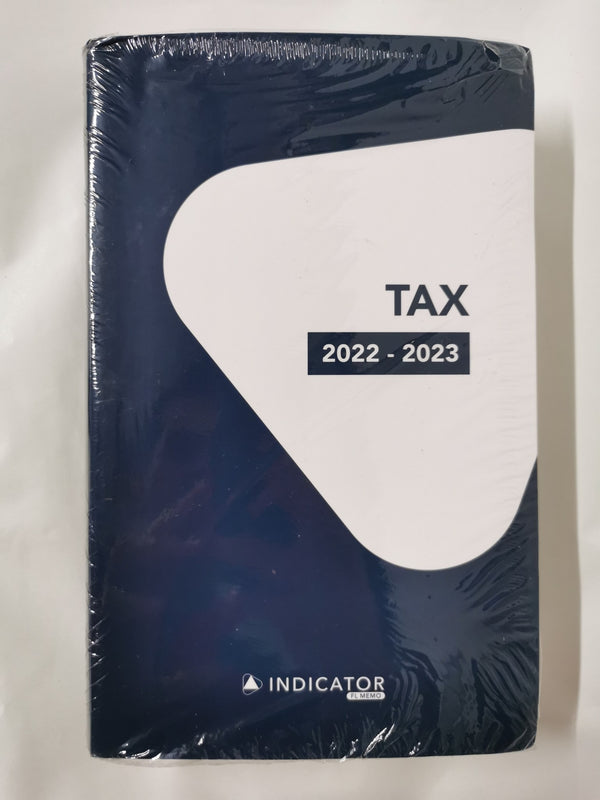 TAX
2022 - 2023
INDICATOR
FL MEMO